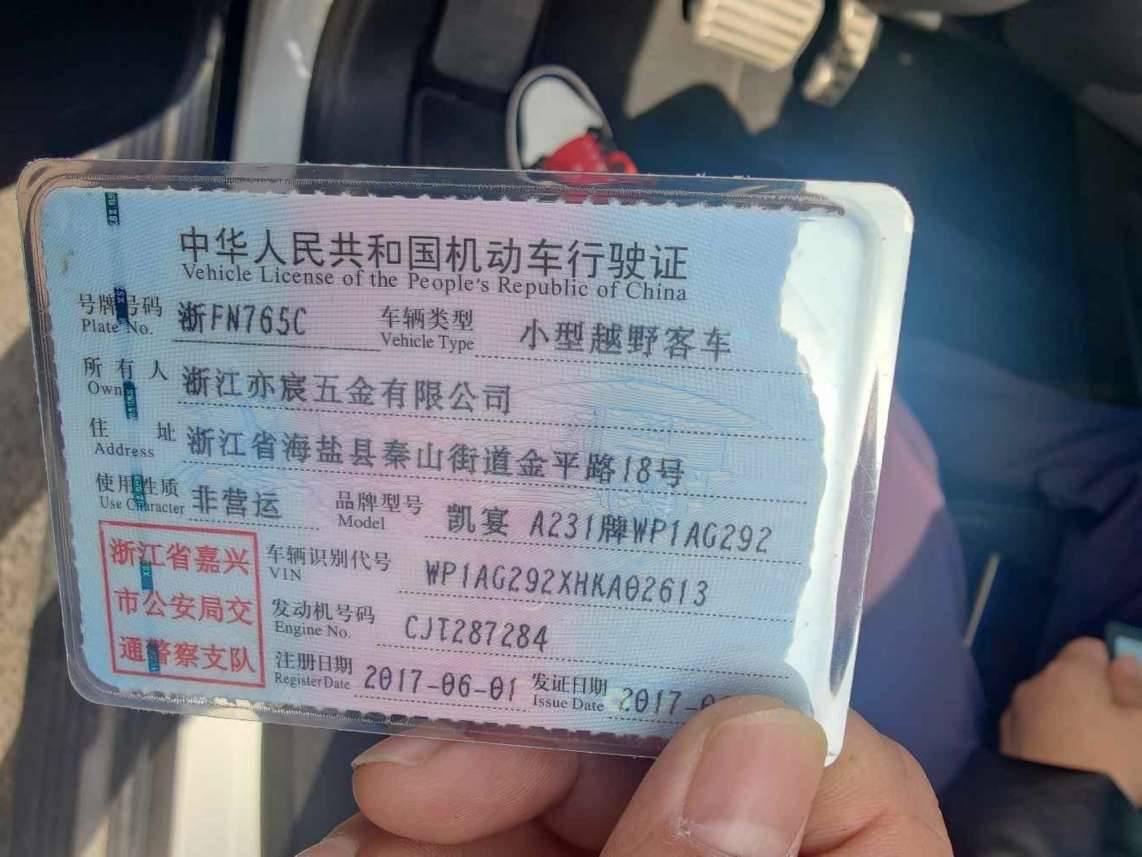 中华人民共和国机动车行驶证
Vehicle License of the People's Republic of China
号牌号码 浙FN765C 车辆类型 小型越野客车
Plate No. Vehicle Type
所有人 浙江亦宸五金有限公司
Owner
住址 浙江省海盐县秦山街道金平路18号
Address
使用性质 非营运 品牌型号 凯宴 A231牌WP1AG292
Use Character Model
浙江省嘉兴
市公安局交
通警察支队
车辆识别代号 WP1AG292XHKA02613
VIN
发动机号码 CJT287284
Engine No.
注册日期 2017-06-01 发证日期 2017-0
Register Date Issue Date